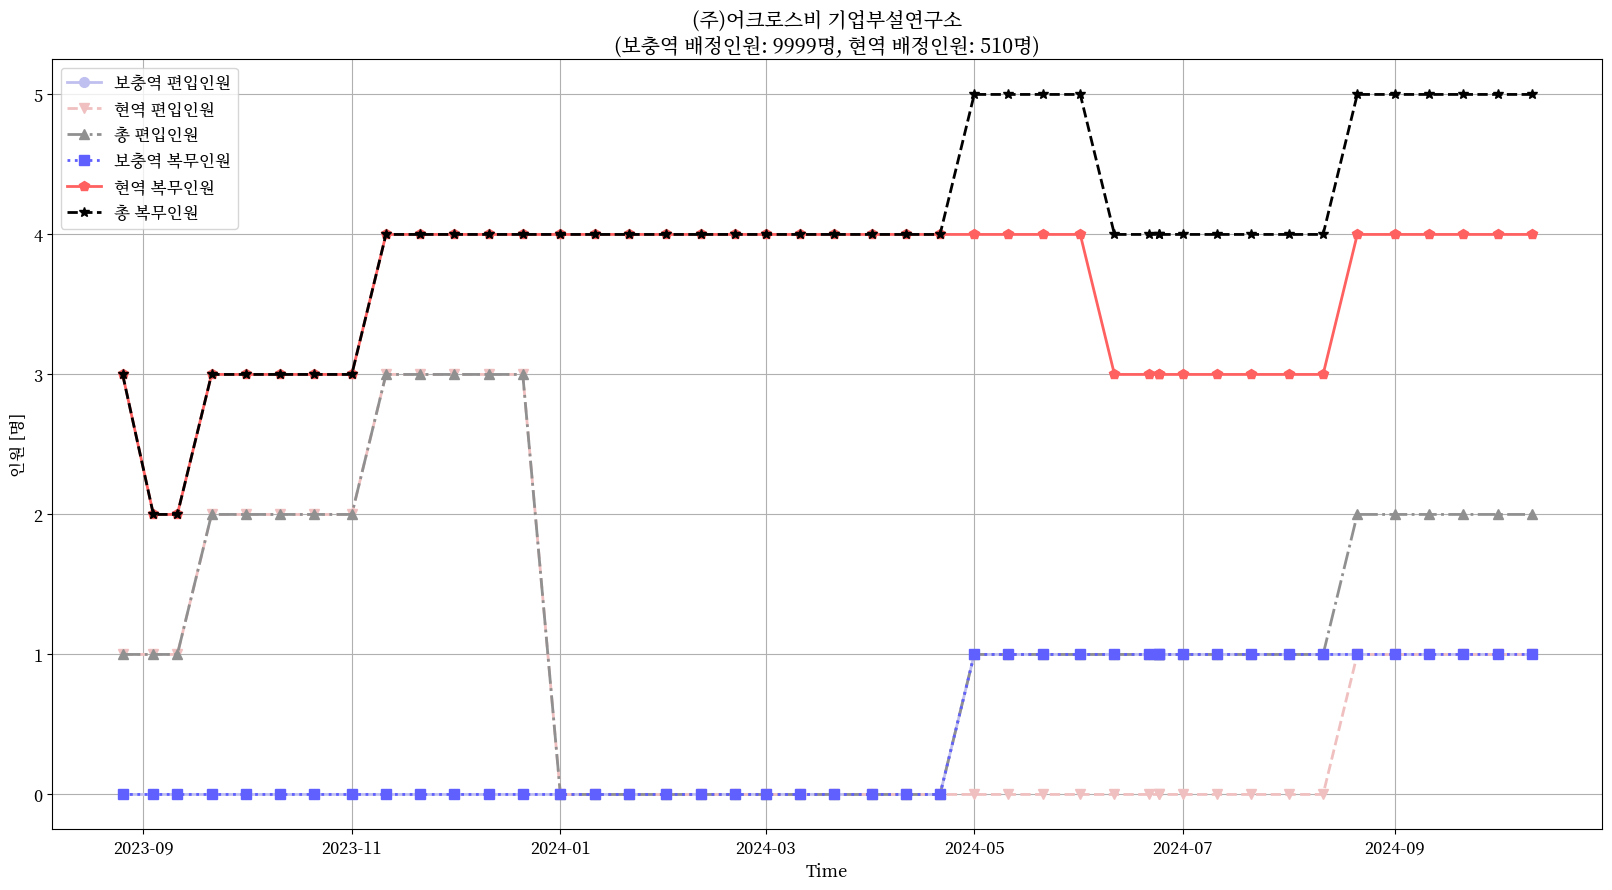 (주)어크로스비 기업부설연구소
(보충역 배정인원: 9999명, 현역 배정인원: 510명)
보충역 편입인원
현역 편입인원
총 편입인원
보충역 복무인원
현역 복무인원
총 복무인원
5
4
3
2
1
0
인원 [명]
2023-09
2023-11
2024-01
2024-03
2024-05
2024-07
2024-09
Time